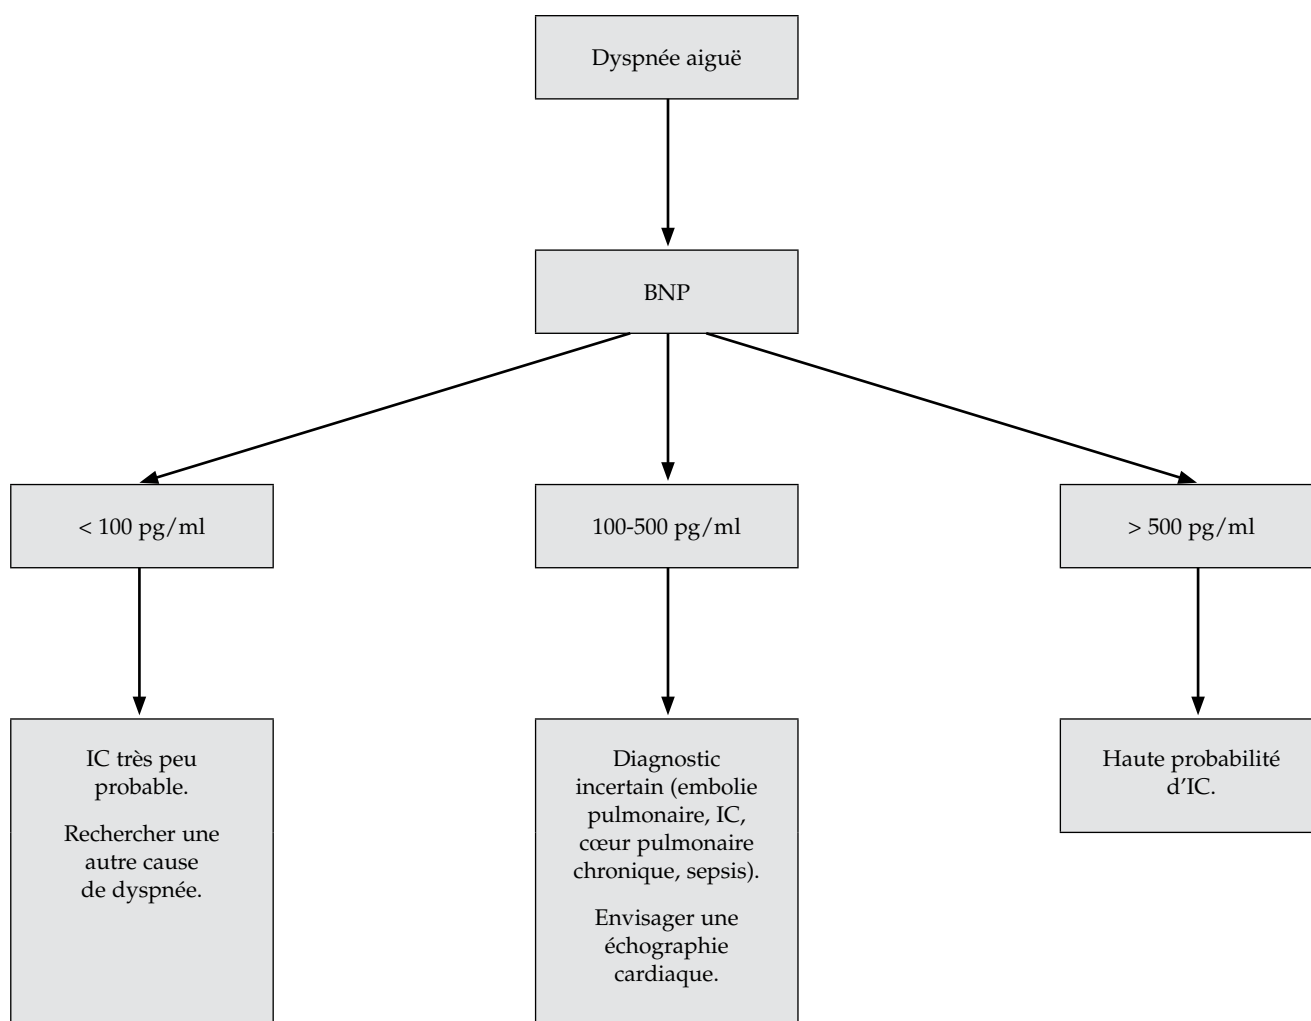 Dyspnée aiguë
BNP
< 100 pg/ml
100-500 pg/ml
> 500 pg/ml
IC très peu
probable.
Rechercher une
autre cause
de dyspnée.
Diagnostic
incertain (embolie
pulmonaire, IC,
cœur pulmonaire
chronique, sepsis).
Envisager une
échographie
cardiaque.
Haute probabilité
d’IC.